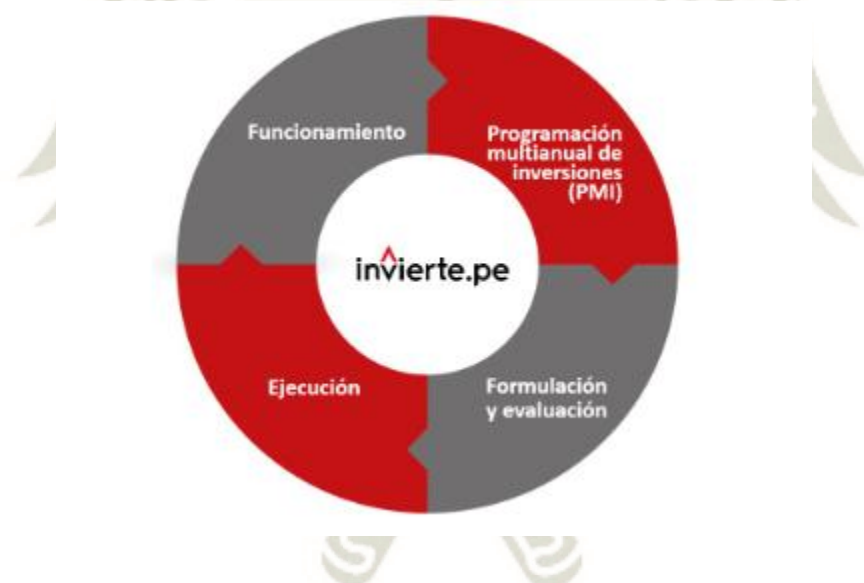 Funcionamiento
Programación
multianual de
inversiones
(PMI)
invierte.pe
Ejecución
Formulación
y evaluación